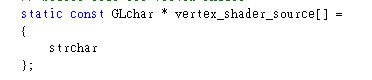 static const GLchar * vertex_shader_source[] =
{
strchar
};